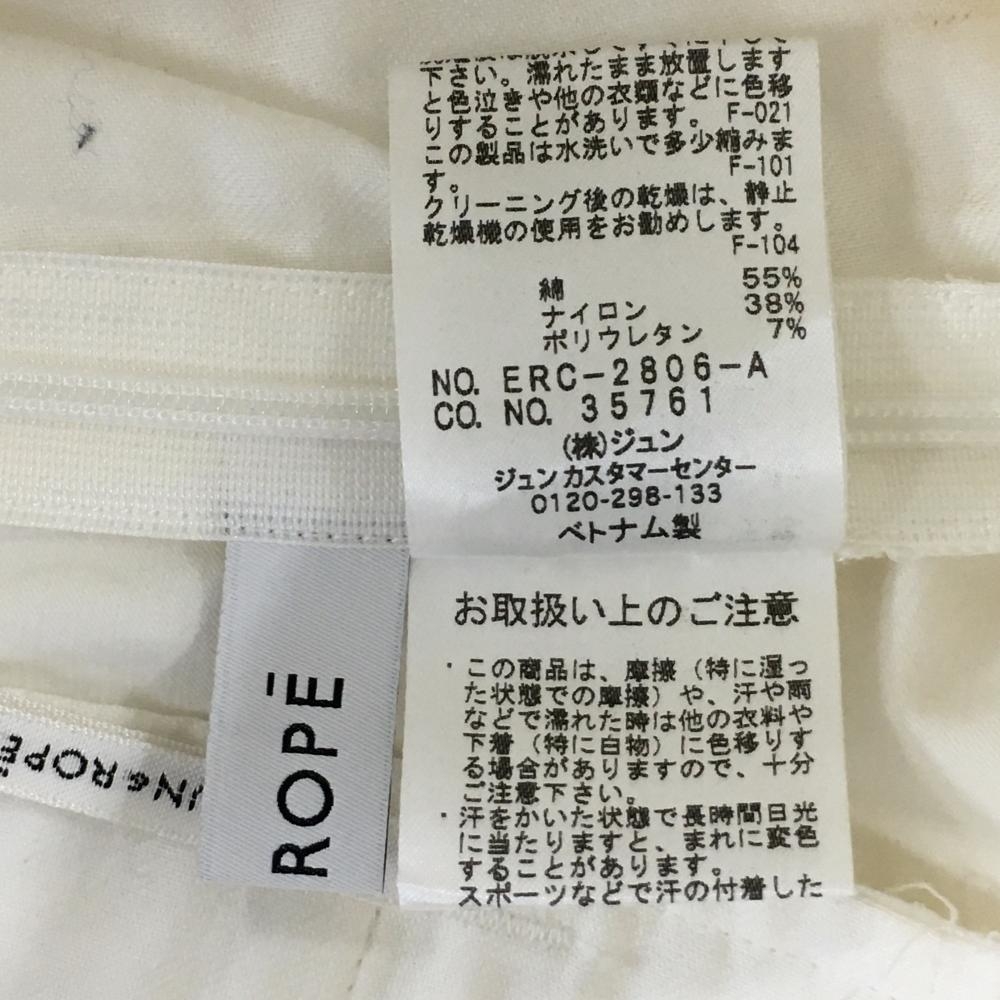 下さい。濡れたまま放置します
と色泣きや他の衣類などに色移
りすることがあります。 F-021
この製品は水洗いで多少縮みま
す。 F-101
クリーニング後の乾燥は、静止
乾燥機の使用をお勧めします。
F-104
綿 55%
ナイロン 38%
ポリウレタン 7%
NO. ERC-2806-A
CO. NO. 35761
(株)ジュン
ジュンカスタマーセンター
0120-298-133
ベトナム製
お取扱い上のご注意
・この商品は、摩擦（特に湿っ
た状態での摩擦）や、汗や雨
などで濡れた時は他の衣料や
下着（特に白物）に色移りす
る場合がありますので、十分
ご注意下さい。
・汗をかいた状態で長時間日光
に当たりますと、まれに変色
することがあります。
スポーツなどで汗の付着した
ROPÉ